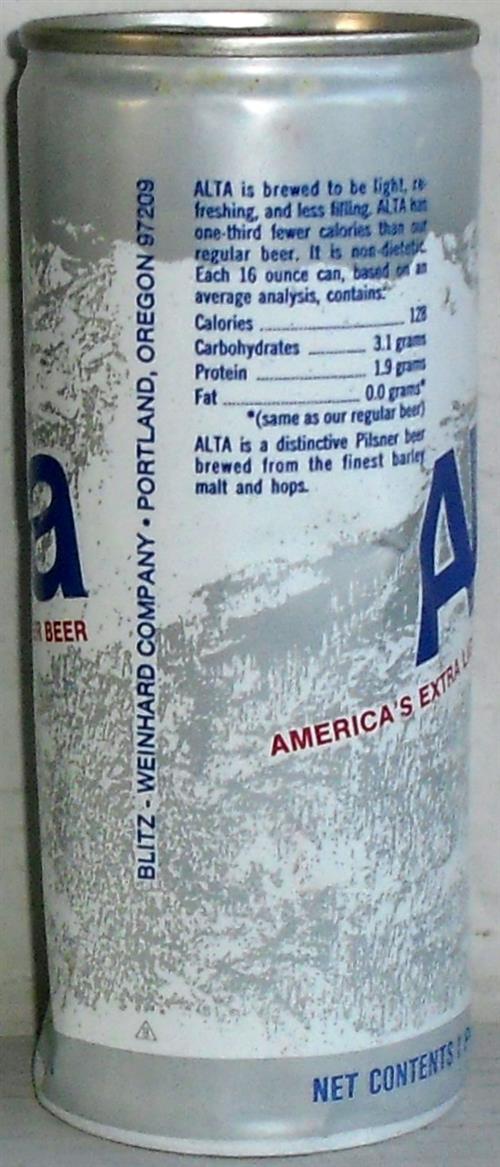 ALTA is brewed to be light, re-
freshing, and less filling. ALTA has
one-third fewer calories than our
regular beer. It is non-dietetic.
Each 16 ounce can, based on an
average analysis, contains:
Calories 128
Carbohydrates 3.1 grams
Protein 1.9 grams
Fat 0.0 grams*
*(same as our regular beer)
ALTA is a distinctive Pilsner beer
brewed from the finest barley
malt and hops.
BLITZ - WEINHARD COMPANY • PORTLAND, OREGON 97209
a
R BEER
Al
AMERICA'S EXTRA L
NET CONTENTS 1 P